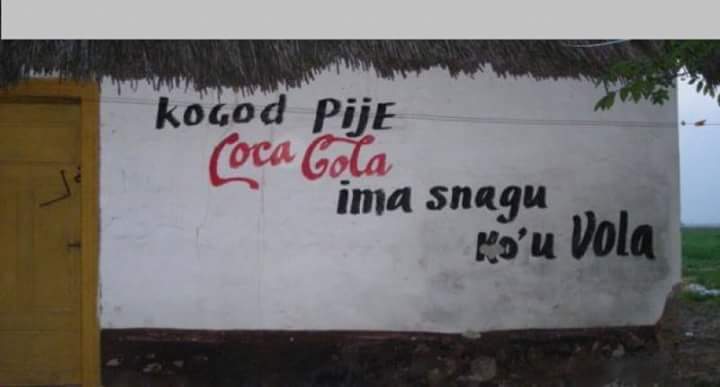 KOGOD PIJE
Coca Cola
ima snagu
Ko'u Vola